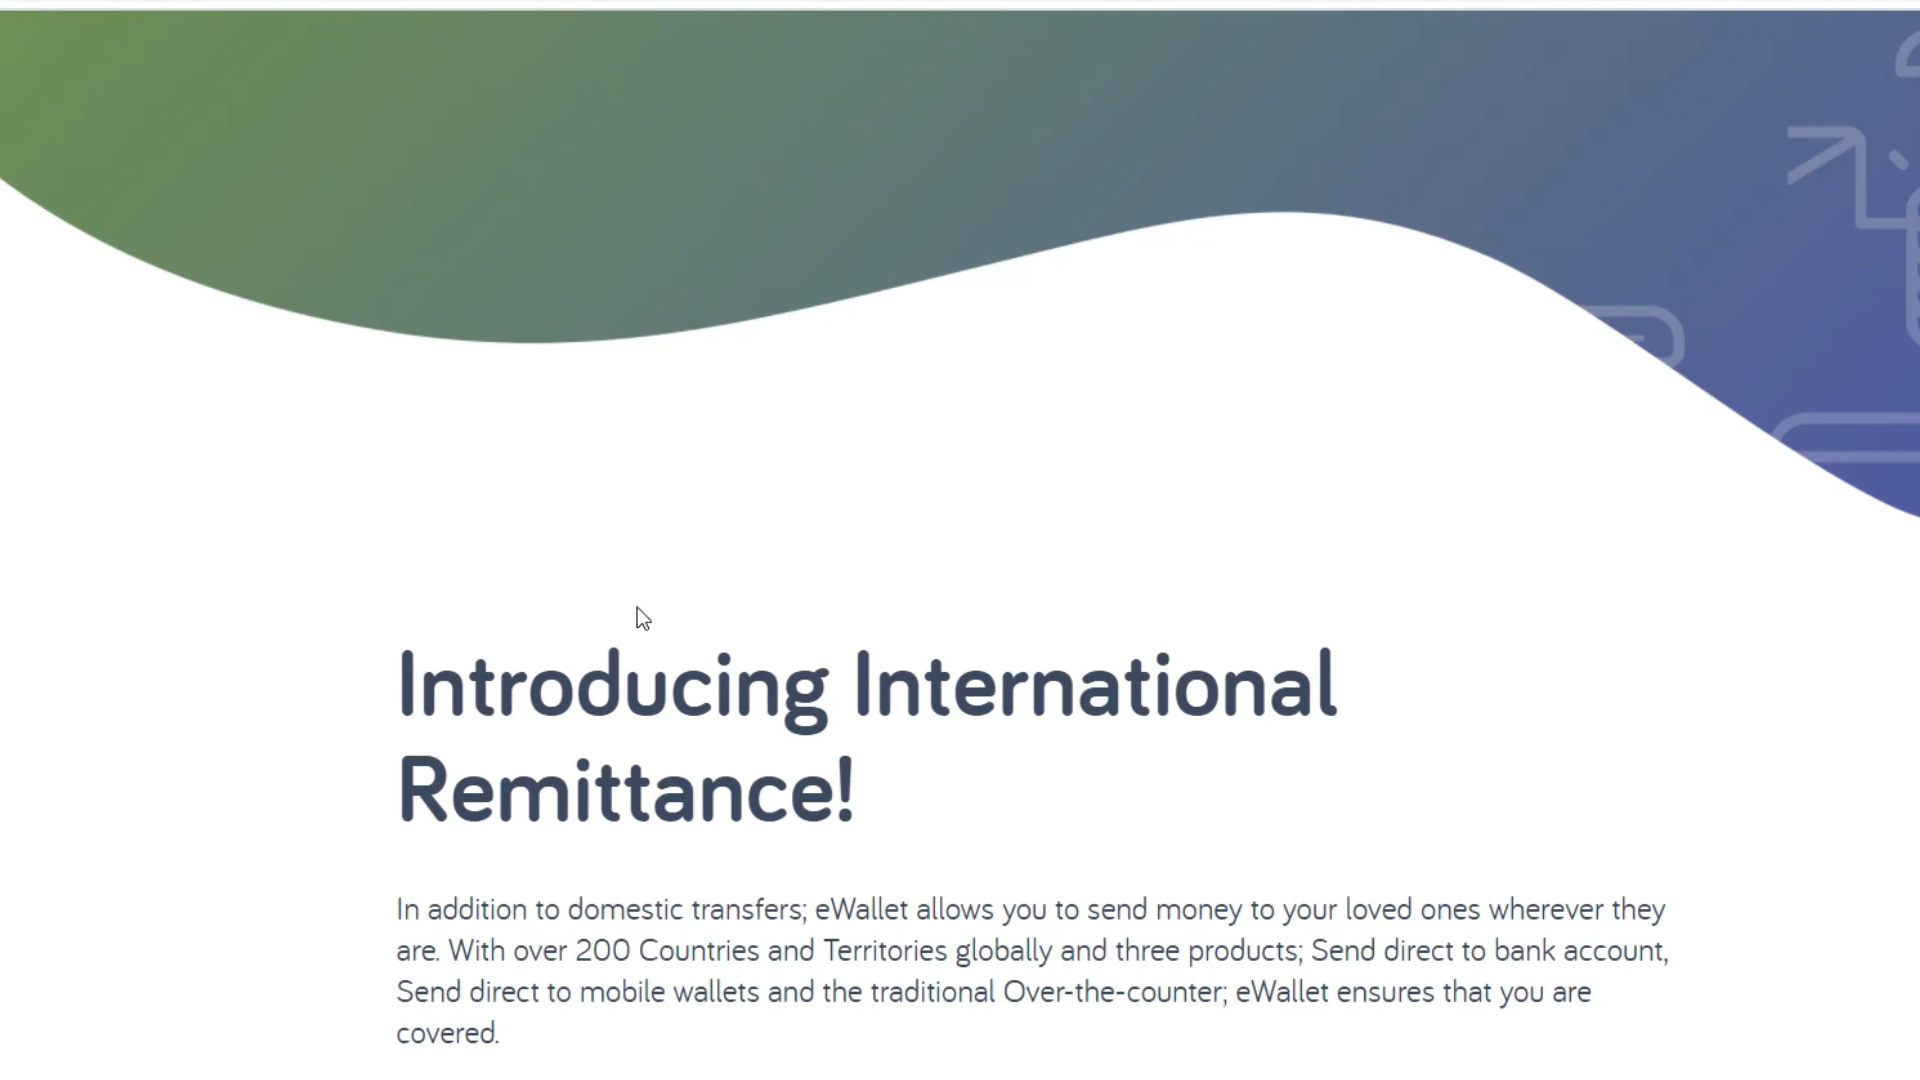 Introducing International
Remittance!
In addition to domestic transfers; eWallet allows you to send money to your loved ones wherever they
are. With over 200 Countries and Territories globally and three products; Send direct to bank account,
Send direct to mobile wallets and the traditional Over-the-counter; eWallet ensures that you are
covered.